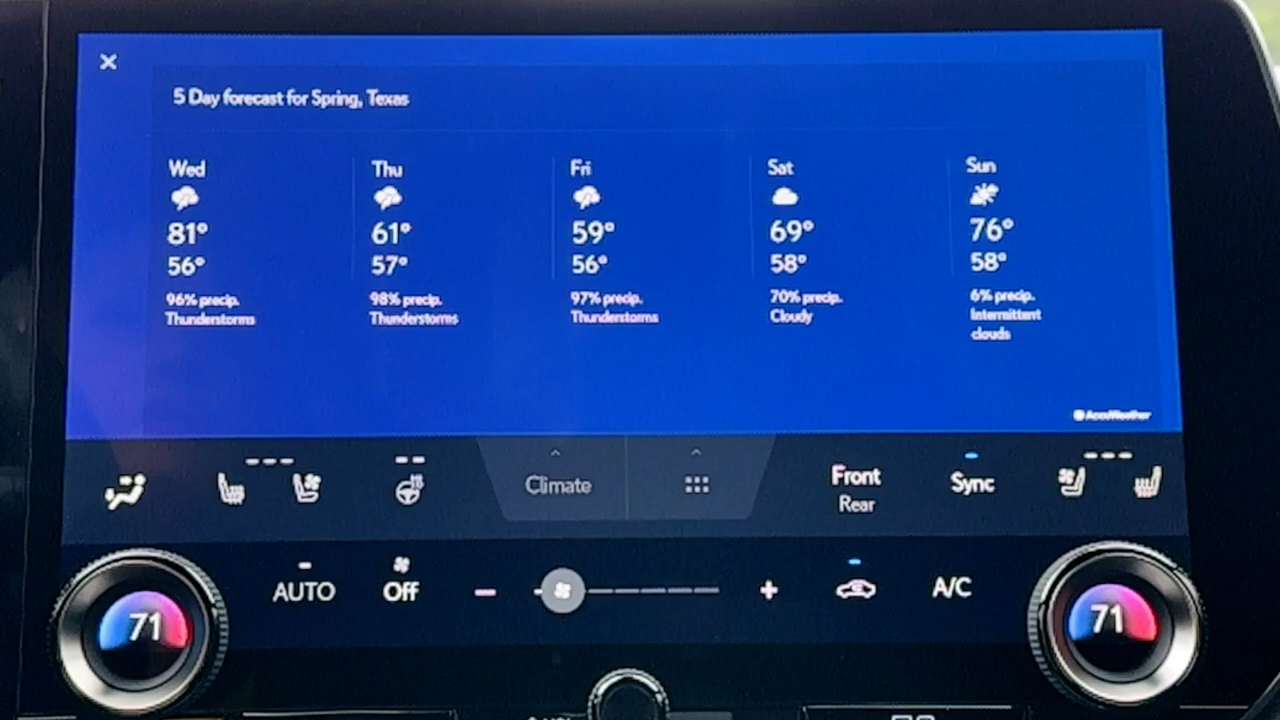 5 Day forecast for Spring, Texas
Wed
81°
56°
96% precip.
Thunderstorms
Thu
61°
57°
98% precip.
Thunderstorms
Fri
59°
56°
97% precip.
Thunderstorms
Sat
69°
58°
70% precip.
Cloudy
Sun
76°
58°
6% precip.
Intermittent
clouds
AccuWeather
Climate
Front
Rear
Sync
AUTO
Off
A/C
71
71